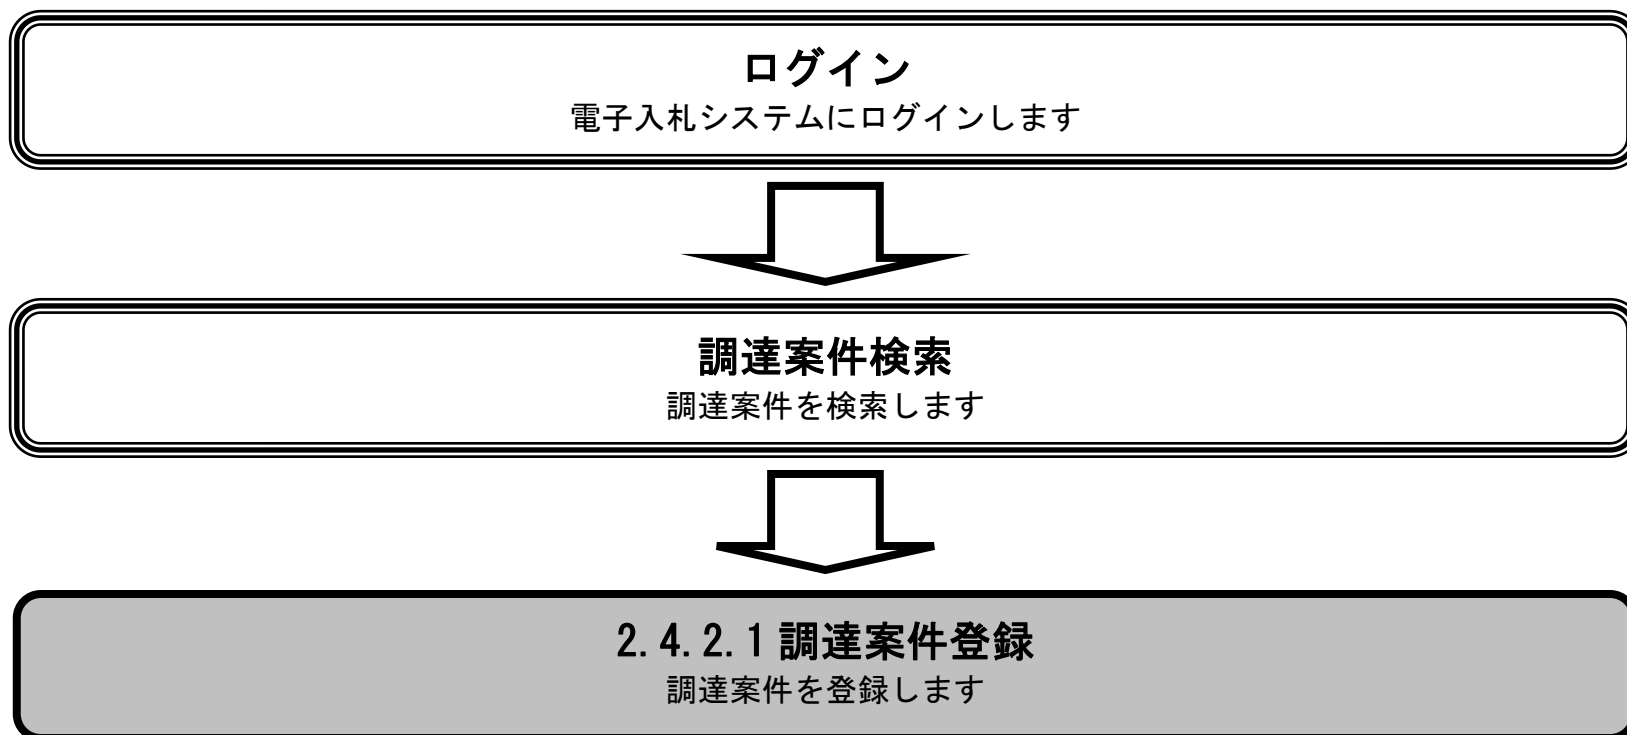 ログイン
電子入札システムにログインします
調達案件検索
調達案件を検索します
2.4.2.1 調達案件登録
調達案件を登録します